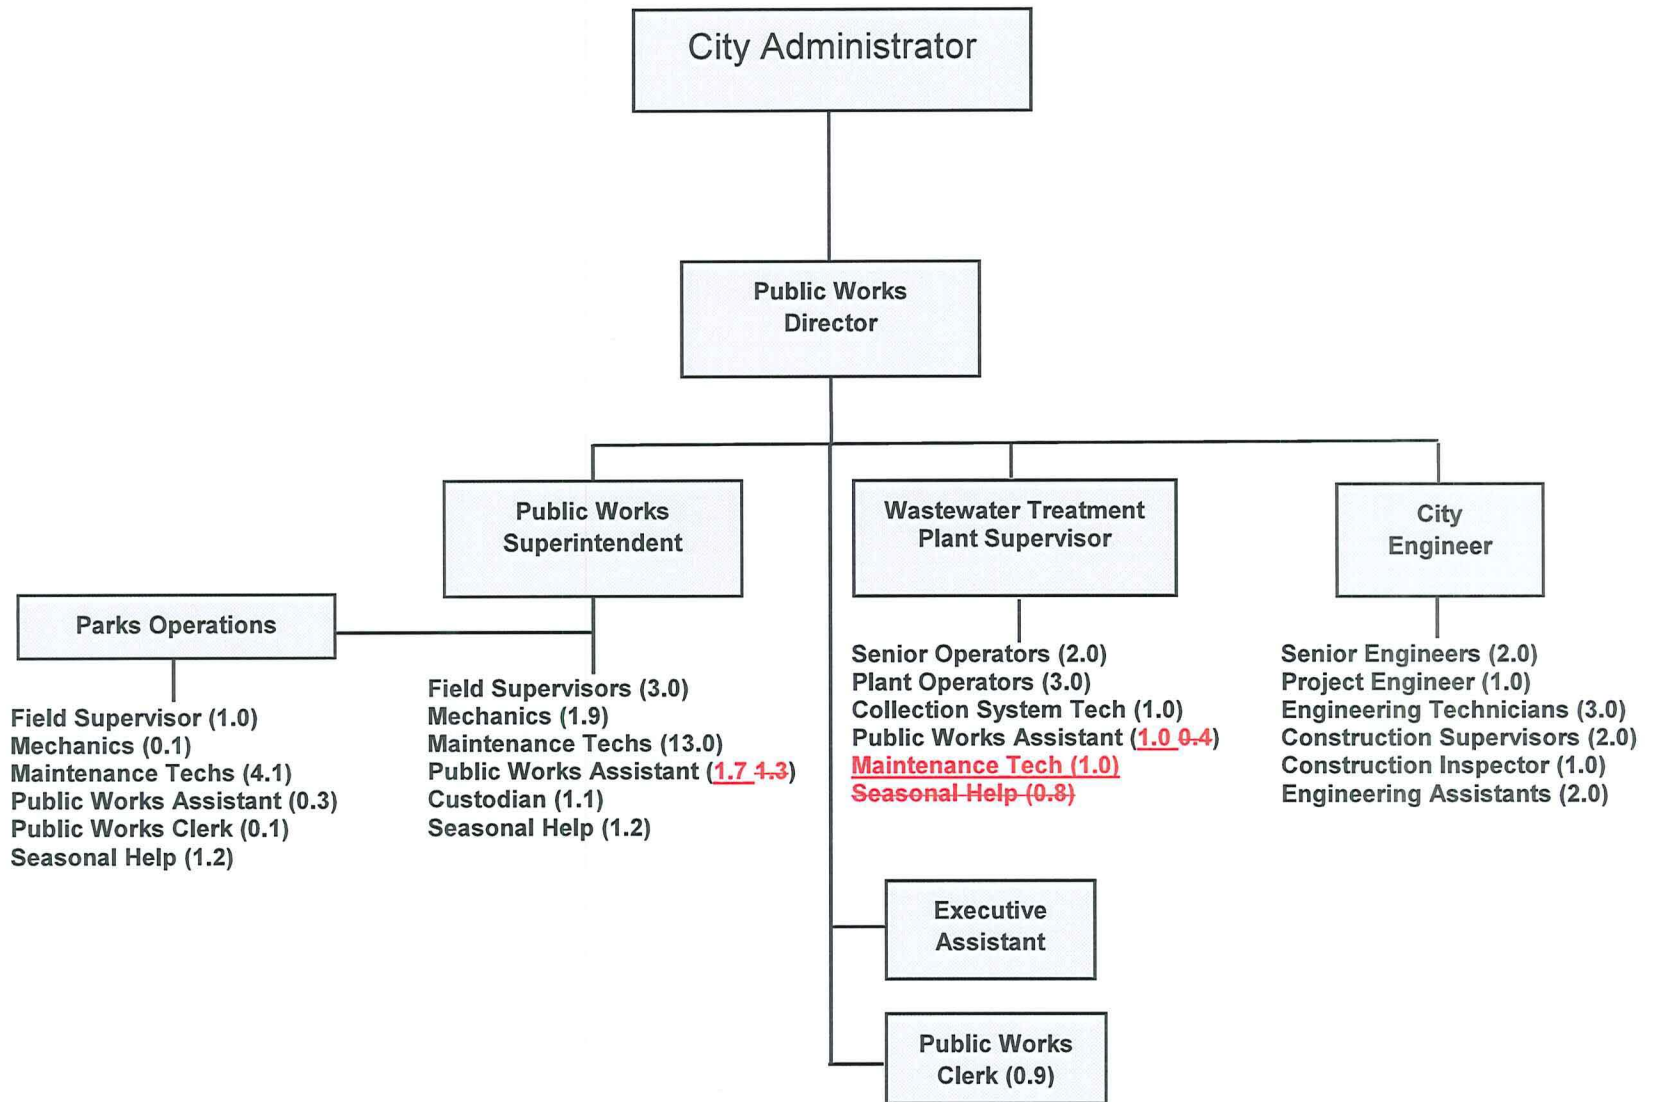 City Administrator
Public Works
Director
Public Works
Superintendent
Wastewater Treatment
Plant Supervisor
City
Engineer
Parks Operations
Field Supervisor (1.0)
Mechanics (0.1)
Maintenance Techs (4.1)
Public Works Assistant (0.3)
Public Works Clerk (0.1)
Seasonal Help (1.2)
Field Supervisors (3.0)
Mechanics (1.9)
Maintenance Techs (13.0)
Public Works Assistant (1.7 1.3)
Custodian (1.1)
Seasonal Help (1.2)
Senior Operators (2.0)
Plant Operators (3.0)
Collection System Tech (1.0)
Public Works Assistant (1.0 0.4)
Maintenance Tech (1.0)
Seasonal Help (0.8)
Senior Engineers (2.0)
Project Engineer (1.0)
Engineering Technicians (3.0)
Construction Supervisors (2.0)
Construction Inspector (1.0)
Engineering Assistants (2.0)
Executive
Assistant
Public Works
Clerk (0.9)